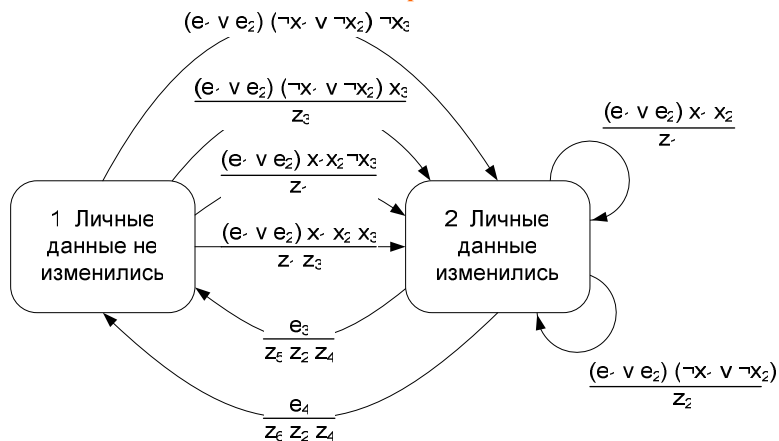 (e₁ v e₂) (¬x₁ v ¬x₂) ¬x₃
(e₁ v e₂) (¬x₁ v ¬x₂) x₃
z₃
(e₁ v e₂) x₁ x₂
z₁
(e₁ v e₂) x₁ x₂ ¬x₃
z₁
1 Личные
данные не
изменились
(e₁ v e₂) x₁ x₂ x₃
z₁ z₃
2 Личные
данные
изменились
e₃
z₅ z₂ z₄
(e₁ v e₂) (¬x₁ v ¬x₂)
z₂
e₄
z₆ z₂ z₄